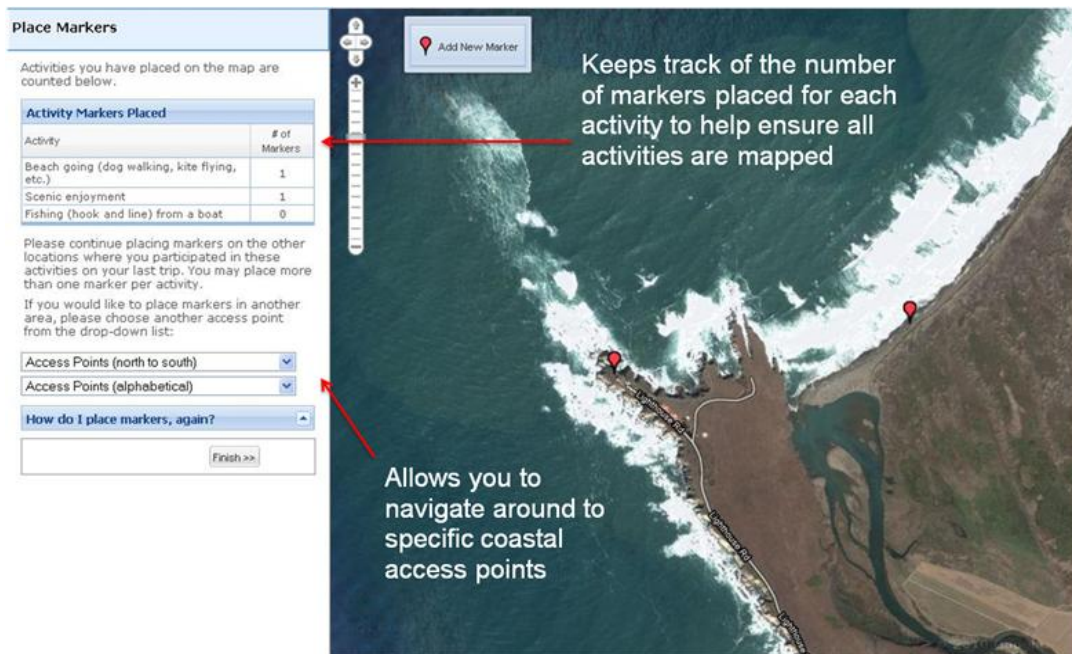 Place Markers
Activities you have placed on the map are
counted below.
Activity Markers Placed
Activity
# of
Markers
Beach going (dog walking, kite flying,
etc.)
1
Scenic enjoyment
1
Fishing (hook and line) from a boat
0
Please continue placing markers on the other
locations where you participated in these
activities on your last trip. You may place more
than one marker per activity.
If you would like to place markers in another
area, please choose another access point
from the drop-down list:
Access Points (north to south)
Access Points (alphabetical)
How do I place markers, again?
Finish >>
Add New Marker
Keeps track of the number
of markers placed for each
activity to help ensure all
activities are mapped
Lighthouse Rd
Lighthouse Rd
Lighthouse
Allows you to
navigate around to
specific coastal
access points